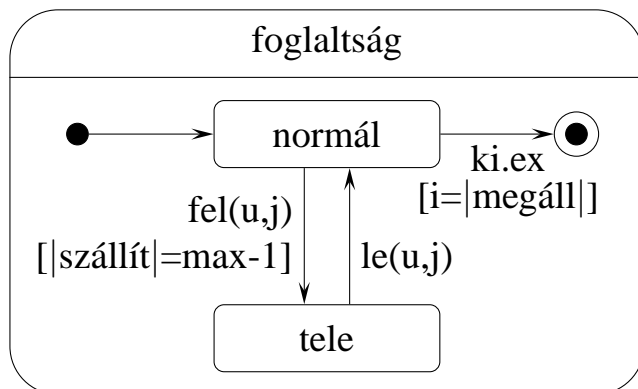 foglaltság
normál
ki.ex
[i=|megáll|]
fel(u,j)
[|szállít|=max-1]
le(u,j)
tele